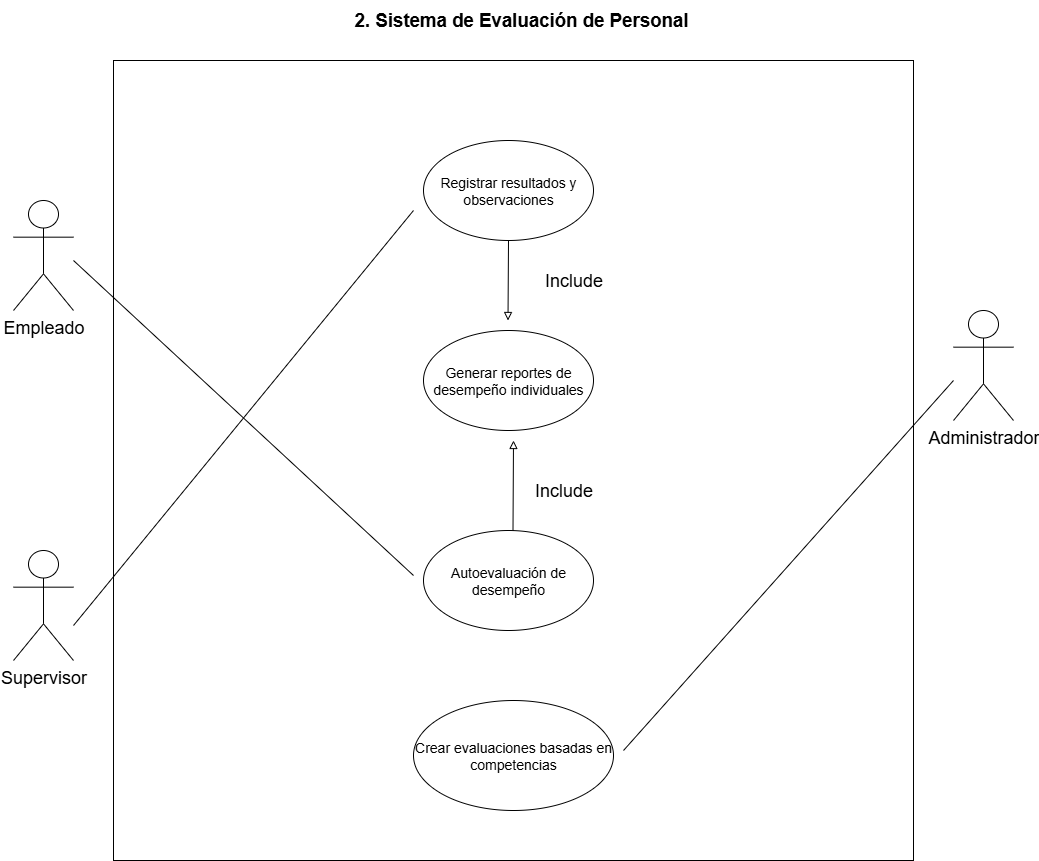 2. Sistema de Evaluación de Personal
Registrar resultados y
observaciones
Include
Empleado
Generar reportes de
desempeño individuales
Administrador
Include
Autoevaluación de
desempeño
Supervisor
Crear evaluaciones basadas en
competencias